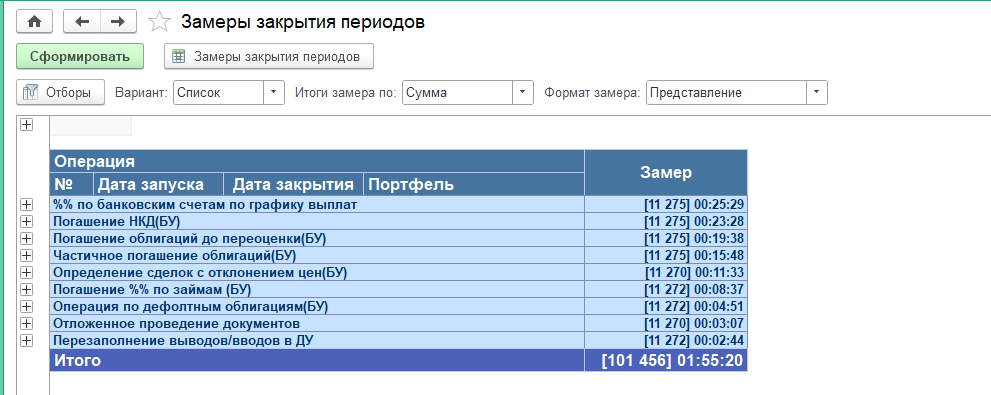 Замеры закрытия периодов
Сформировать Замеры закрытия периодов
Отборы Вариант: Список Итоги замера по: Сумма Формат замера: Представление
Операция Замер
№ Дата запуска Дата закрытия Портфель
%% по банковским счетам по графику выплат [11 275] 00:25:29
Погашение НКД(БУ) [11 275] 00:23:28
Погашение облигаций до переоценки(БУ) [11 275] 00:19:38
Частичное погашение облигаций(БУ) [11 275] 00:15:48
Определение сделок с отклонением цен(БУ) [11 270] 00:11:33
Погашение %% по займам (БУ) [11 272] 00:08:37
Операция по дефолтным облигациям(БУ) [11 272] 00:04:51
Отложенное проведение документов [11 270] 00:03:07
Перезаполнение выводов/вводов в ДУ [11 272] 00:02:44
Итого [101 456] 01:55:20